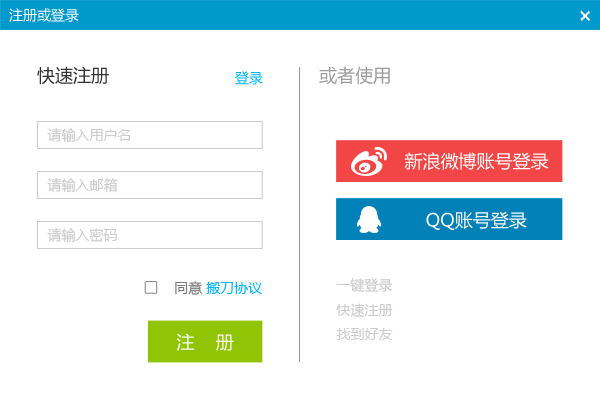 注册或登录
快速注册
登录
请输入用户名
请输入邮箱
请输入密码
同意 搬刀协议
注 册
或者使用
新浪微博账号登录
QQ账号登录
一键登录
快速注册
找到好友